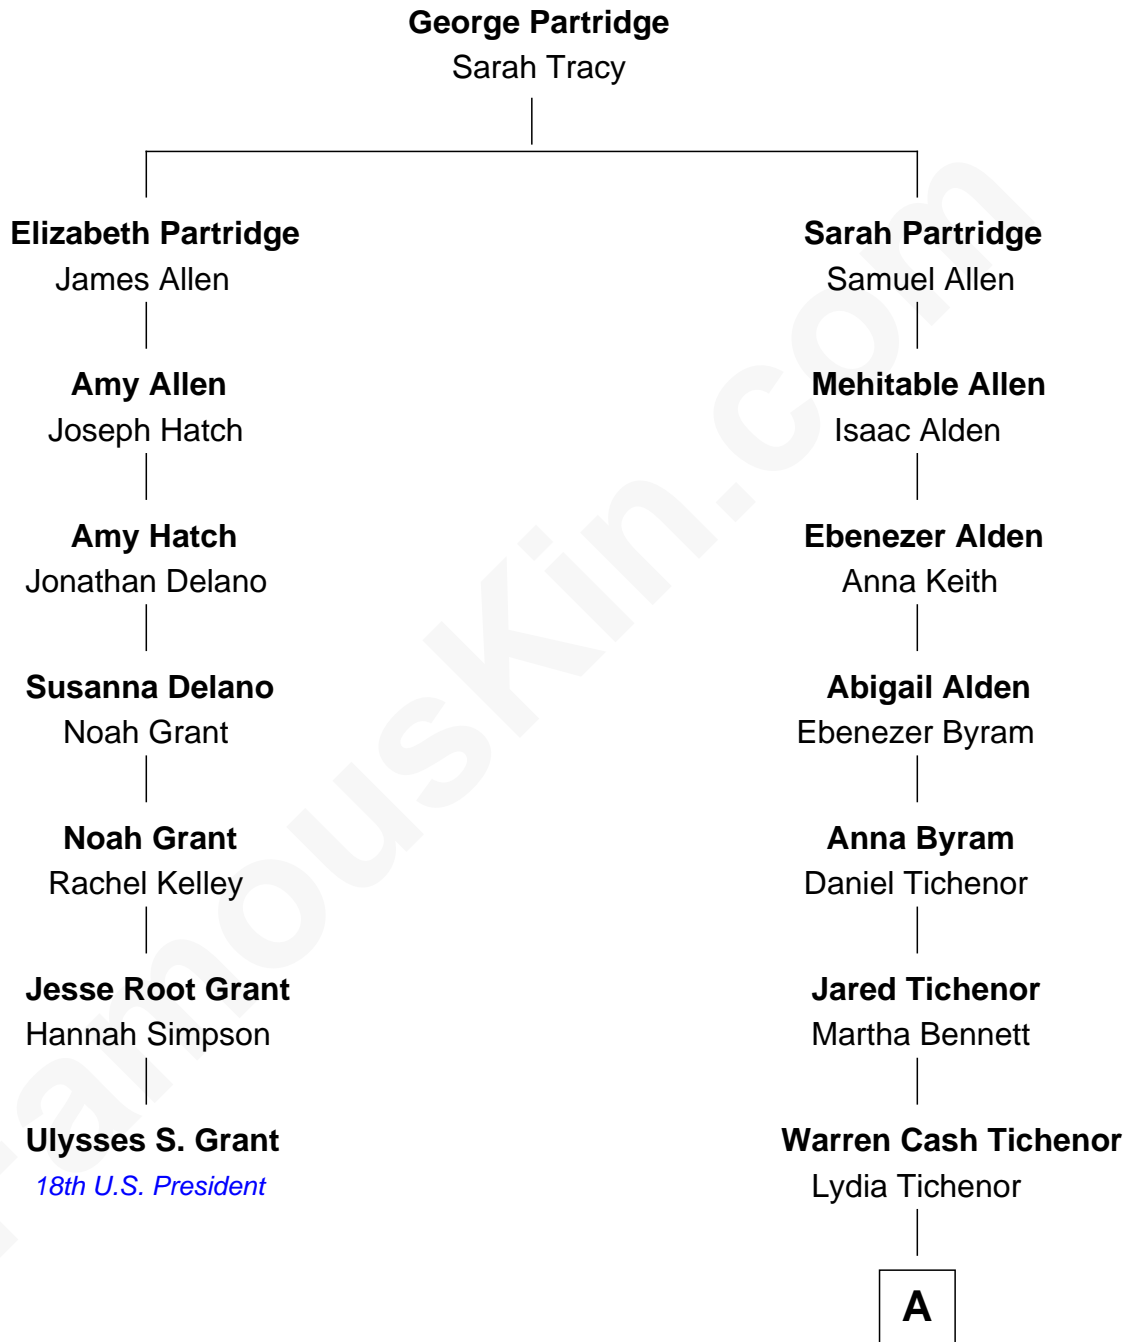 George Partridge
Sarah Tracy
Elizabeth Partridge
James Allen
Sarah Partridge
Samuel Allen
Amy Allen
Joseph Hatch
Mehitable Allen
Isaac Alden
Amy Hatch
Jonathan Delano
Ebenezer Alden
Anna Keith
Susanna Delano
Noah Grant
Abigail Alden
Ebenezer Byram
Noah Grant
Rachel Kelley
Anna Byram
Daniel Tichenor
Jesse Root Grant
Hannah Simpson
Jared Tichenor
Martha Bennett
Ulysses S. Grant
18th U.S. President
Warren Cash Tichenor
Lydia Tichenor
A
FamousKin.com